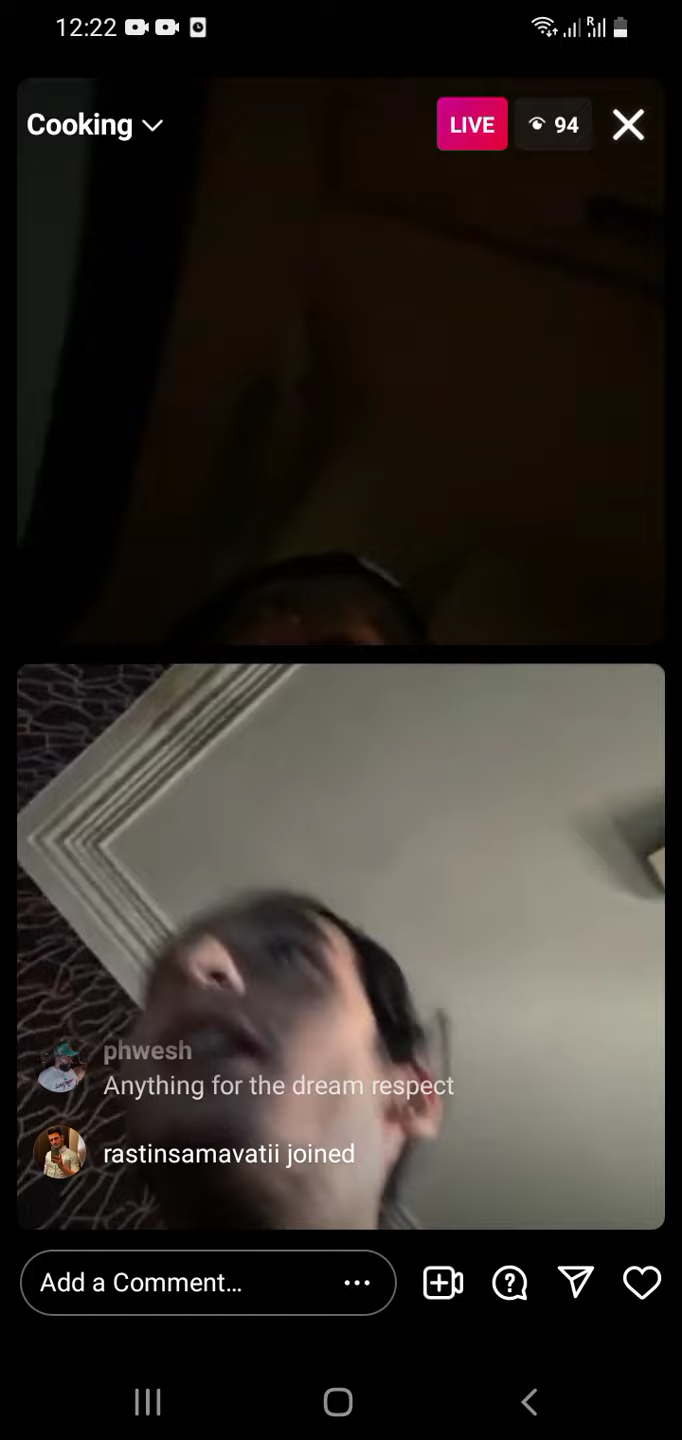 12:22
Cooking
LIVE
94
phwesh
Anything for the dream respect
rastinsamavatii joined
Add a Comment...